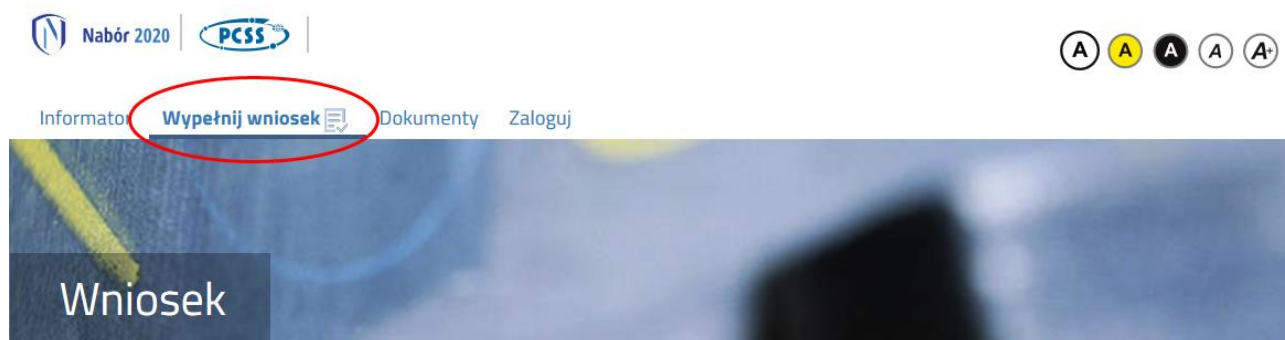 Nabór 2020 PCSS A A A A A+
Informator Wypełnij wniosek Dokumenty Zaloguj
Wniosek